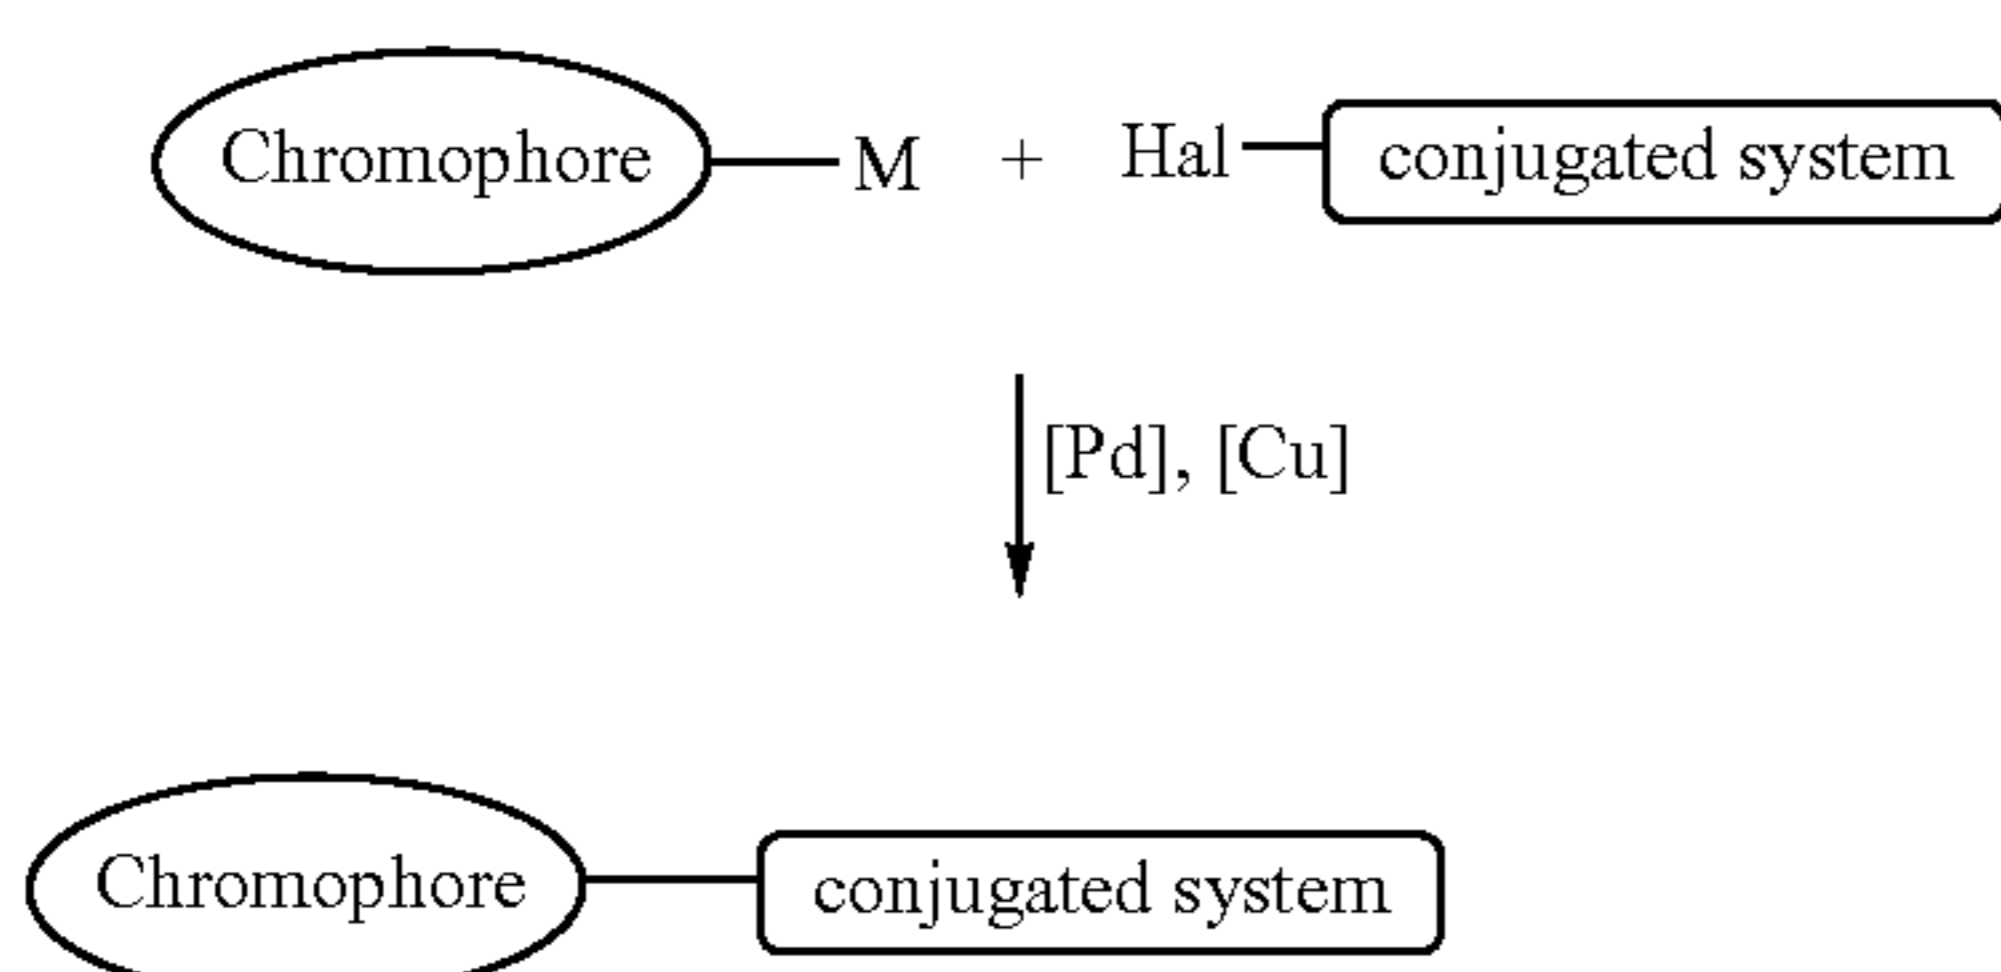 Chromophore M + Hal conjugated system
[Pd], [Cu]
Chromophore conjugated system